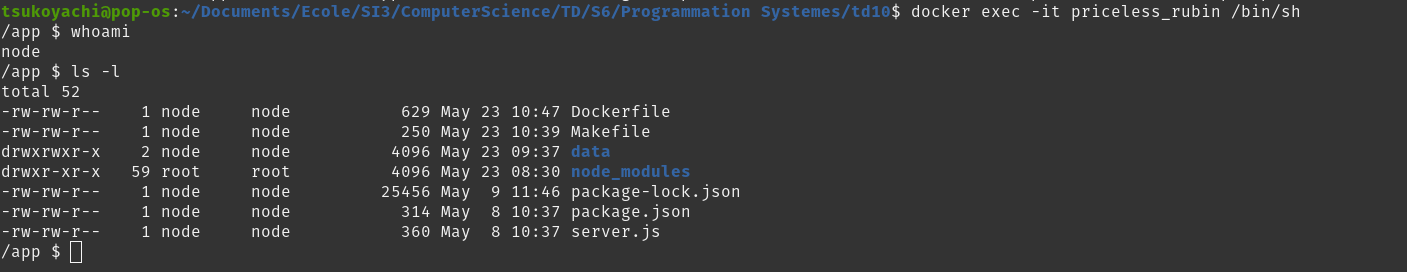 tsukoyachi@pop-os:~/Documents/Ecole/SI3/ComputerScience/TD/S6/Programmation Systemes/td10$ docker exec -it priceless_rubin /bin/sh
/app $ whoami
node
/app $ ls -l
total 52
-rw-rw-r--    1 node     node           629 May 23 10:47 Dockerfile
-rw-rw-r--    1 node     node           250 May 23 10:39 Makefile
drwxrwxr-x    2 node     node          4096 May 23 09:37 data
drwxr-xr-x   59 root     root          4096 May 23 08:30 node_modules
-rw-rw-r--    1 node     node         25456 May  9 11:46 package-lock.json
-rw-rw-r--    1 node     node           314 May  8 10:37 package.json
-rw-rw-r--    1 node     node           360 May  8 10:37 server.js
/app $